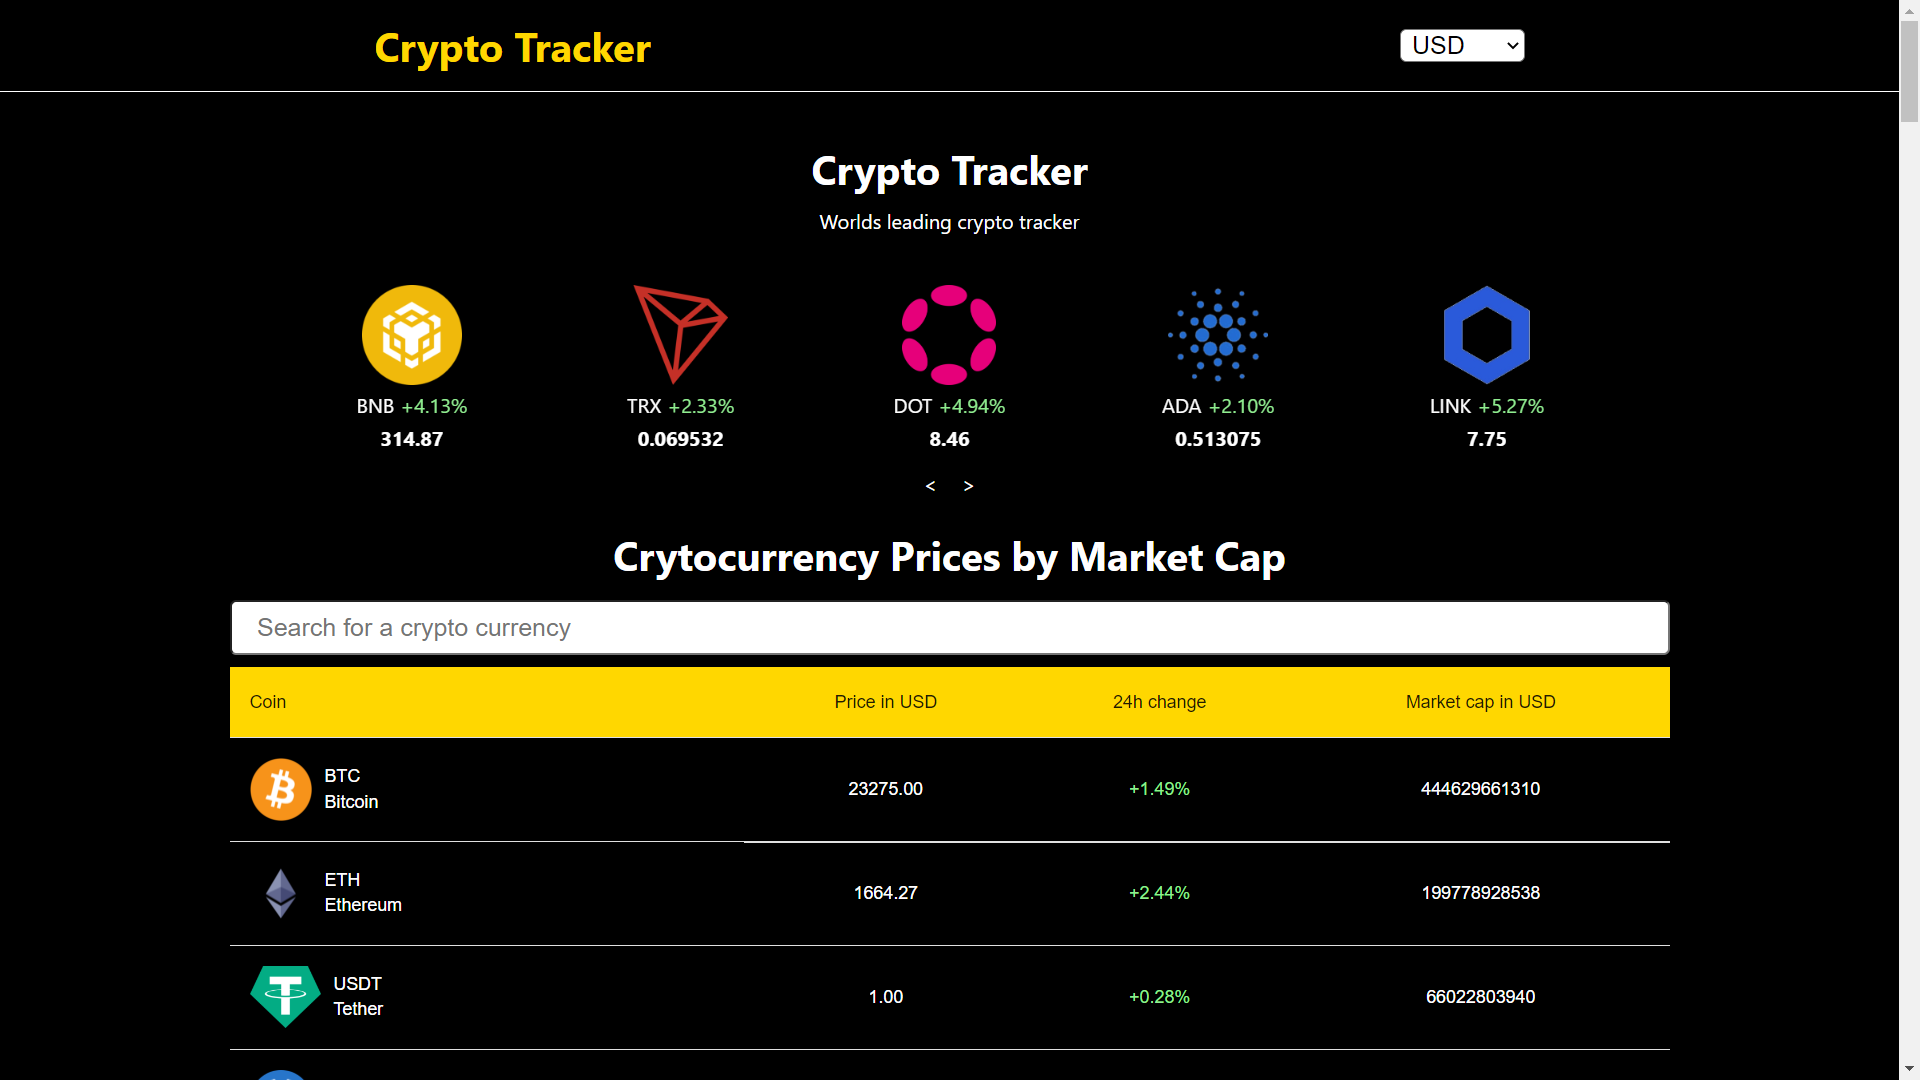 Crypto Tracker
USD
Crypto Tracker
Worlds leading crypto tracker
BNB +4.13%
314.87
TRX +2.33%
0.069532
DOT +4.94%
8.46
ADA +2.10%
0.513075
LINK +5.27%
7.75
< >
Crytocurrency Prices by Market Cap
Search for a crypto currency
Coin Price in USD 24h change Market cap in USD
BTC
Bitcoin
23275.00 +1.49% 444629661310
ETH
Ethereum
1664.27 +2.44% 199778928538
USDT
Tether
1.00 +0.28% 66022803940